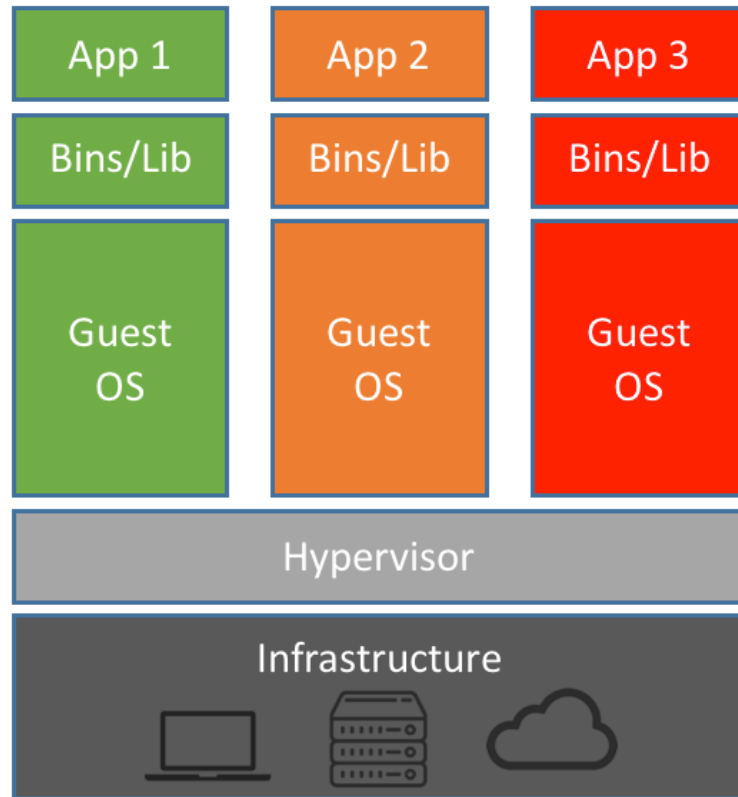 App 1
App 2
App 3
Bins/Lib
Bins/Lib
Bins/Lib
Guest
OS
Guest
OS
Guest
OS
Hypervisor
Infrastructure